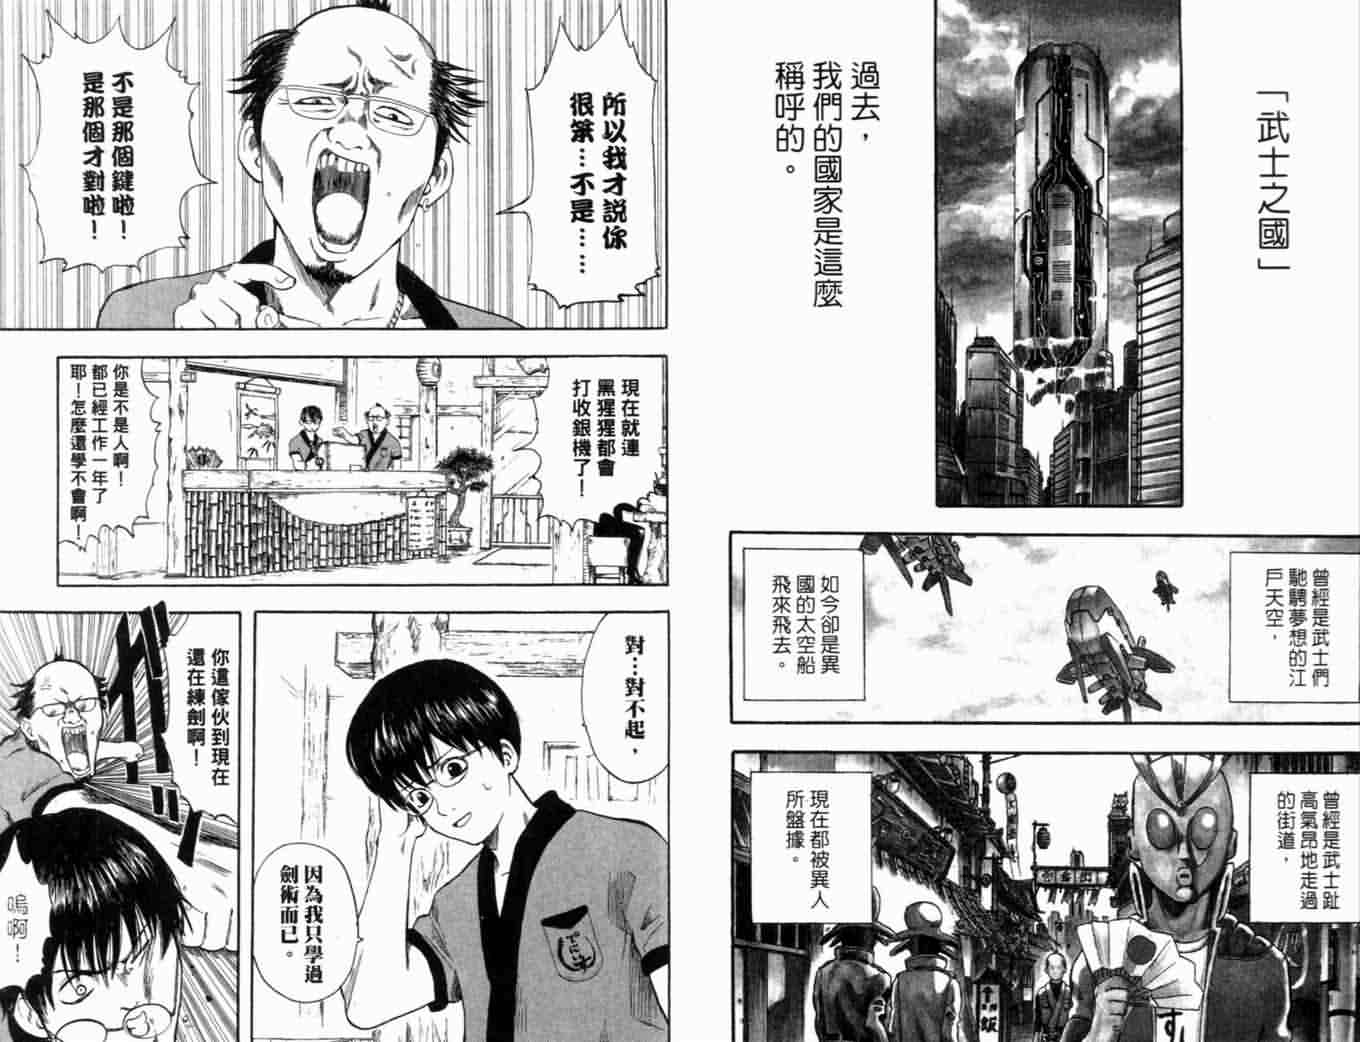 「武士之國」
過去，
我們的國家是這麼
稱呼的。
曾經是武士們
馳騁夢想的江
戶天空，
如今卻是異
國的太空船
飛來飛去。
曾經是武士趾
高氣昂地走過
的街道，
現在都被異人
所盤據。
所以我才說你
很笨…不是……
不是那個鍵啦！
是那個才對啦！
現在就連
黑猩猩都會
打收銀機了！
你是不是人啊！
都已經工作一年了
耶！怎麼還學不會啊！
對…對不起，
因為我只學過
劍術而已。
你這傢伙到現在
還在練劍啊！
嗚啊！